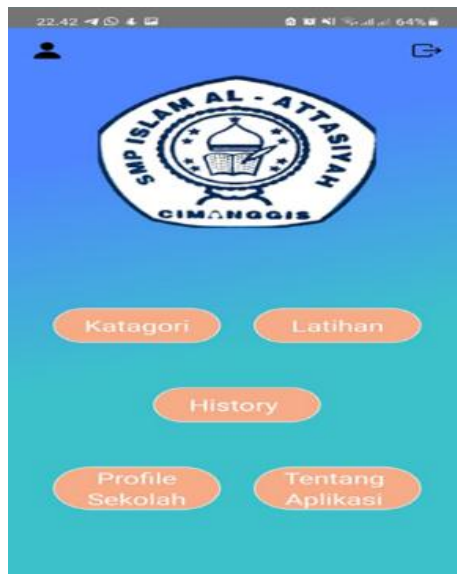 22.42
64%
SMP ISLAM AL - ATTASIYAH
CIMANGGIS
Katagori
Latihan
History
Profile
Sekolah
Tentang
Aplikasi